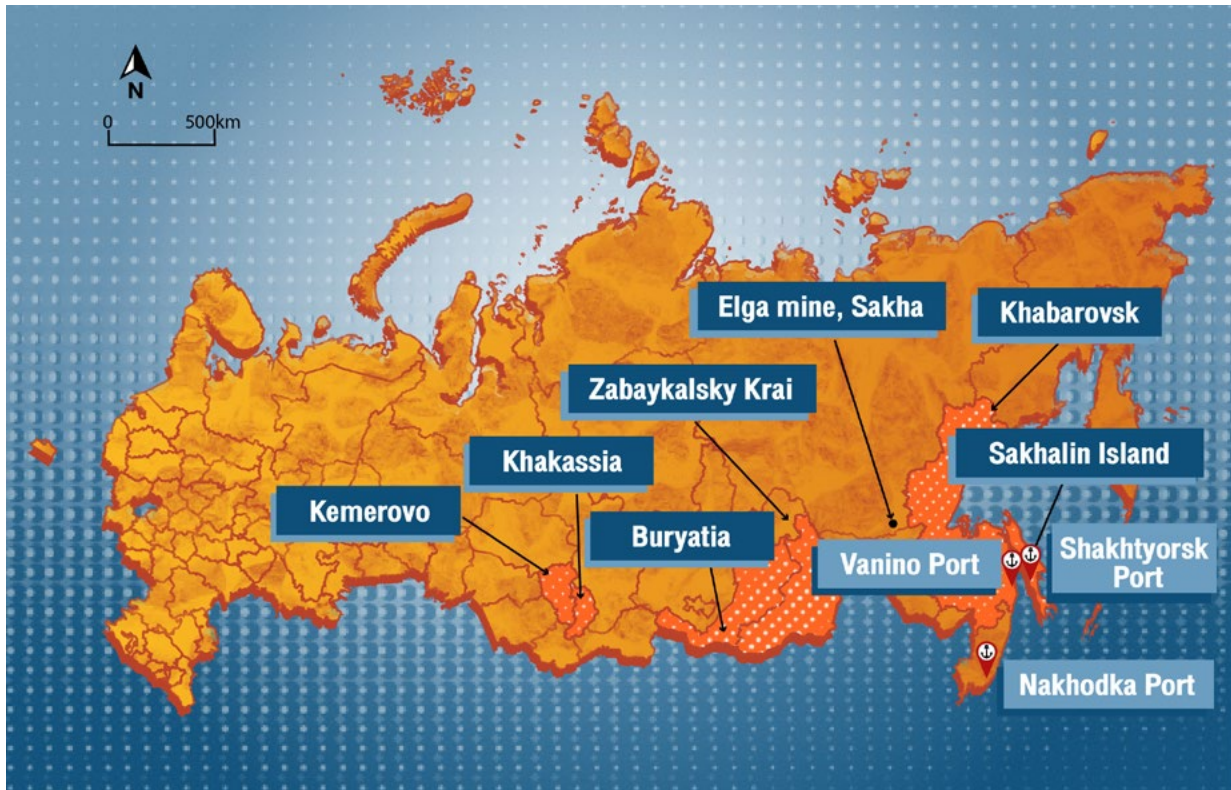 N
0 500km
Elga mine, Sakha
Khabarovsk
Zabaykalsky Krai
Khakassia
Sakhalin Island
Kemerovo
Buryatia
Vanino Port
Shakhtyorsk
Port
Nakhodka Port